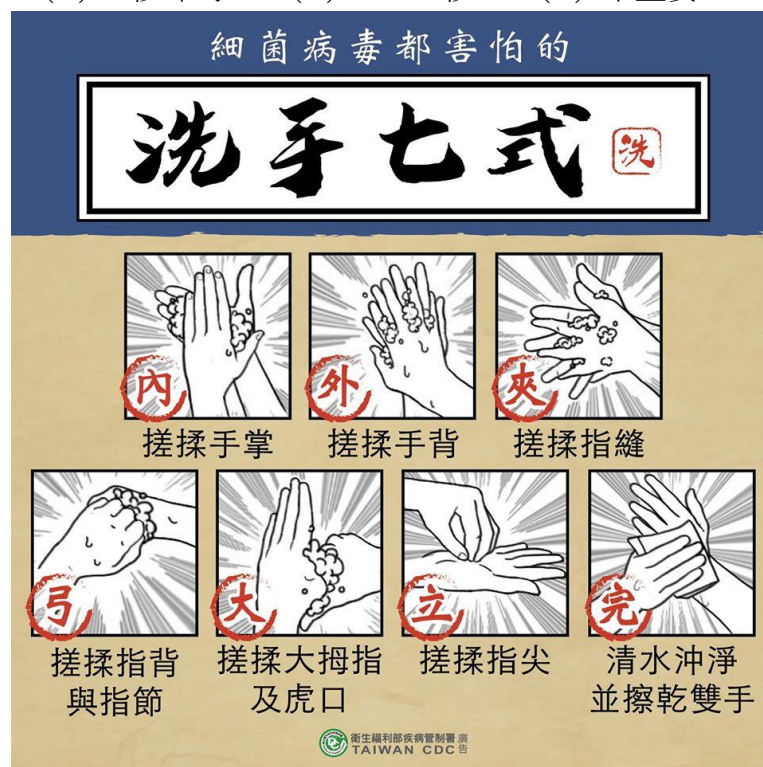 細菌病毒都害怕的
洗手七式 洗
內 外 夾
搓揉手掌 搓揉手背 搓揉指縫
弓 大 立 完
搓揉指背 搓揉大拇指 搓揉指尖 清水沖淨
與指節 及虎口 並擦乾雙手
衛生福利部疾病管制署 廣告
TAIWAN CDC